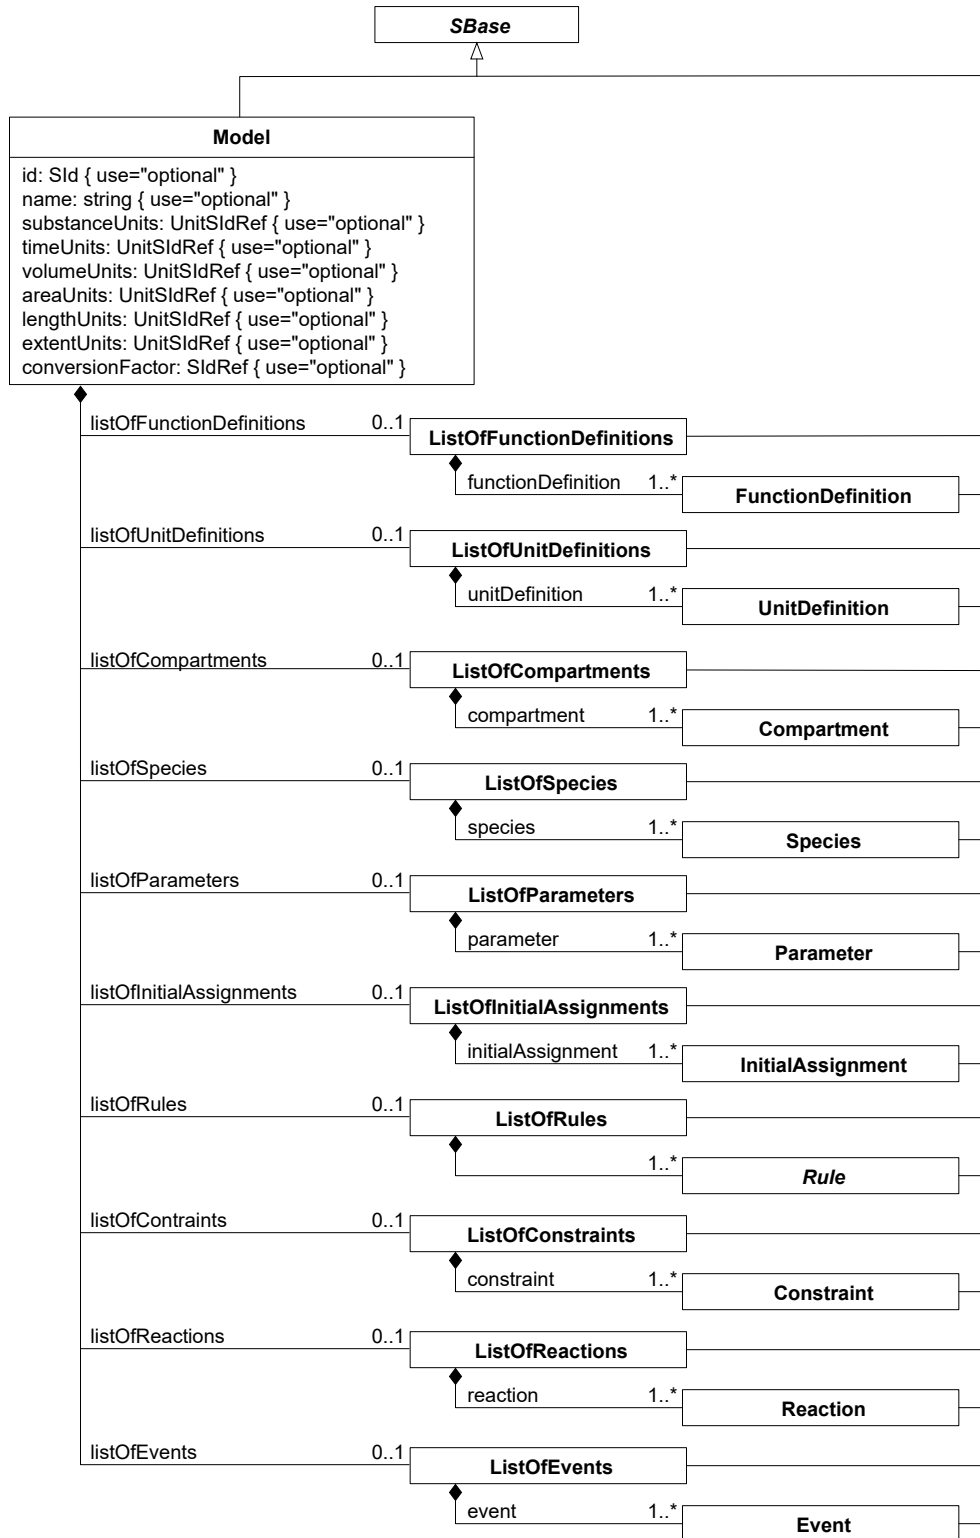 SBase
Model
id: SId { use="optional" }
name: string { use="optional" }
substanceUnits: UnitSIdRef { use="optional" }
timeUnits: UnitSIdRef { use="optional" }
volumeUnits: UnitSIdRef { use="optional" }
areaUnits: UnitSIdRef { use="optional" }
lengthUnits: UnitSIdRef { use="optional" }
extentUnits: UnitSIdRef { use="optional" }
conversionFactor: SIdRef { use="optional" }
listOfFunctionDefinitions 0..1 ListOfFunctionDefinitions
functionDefinition 1..* FunctionDefinition
listOfUnitDefinitions 0..1 ListOfUnitDefinitions
unitDefinition 1..* UnitDefinition
listOfCompartments 0..1 ListOfCompartments
compartment 1..* Compartment
listOfSpecies 0..1 ListOfSpecies
species 1..* Species
listOfParameters 0..1 ListOfParameters
parameter 1..* Parameter
listOfInitialAssignments 0..1 ListOfInitialAssignments
initialAssignment 1..* InitialAssignment
listOfRules 0..1 ListOfRules
1..* Rule
listOfContraints 0..1 ListOfConstraints
constraint 1..* Constraint
listOfReactions 0..1 ListOfReactions
reaction 1..* Reaction
listOfEvents 0..1 ListOfEvents
event 1..* Event